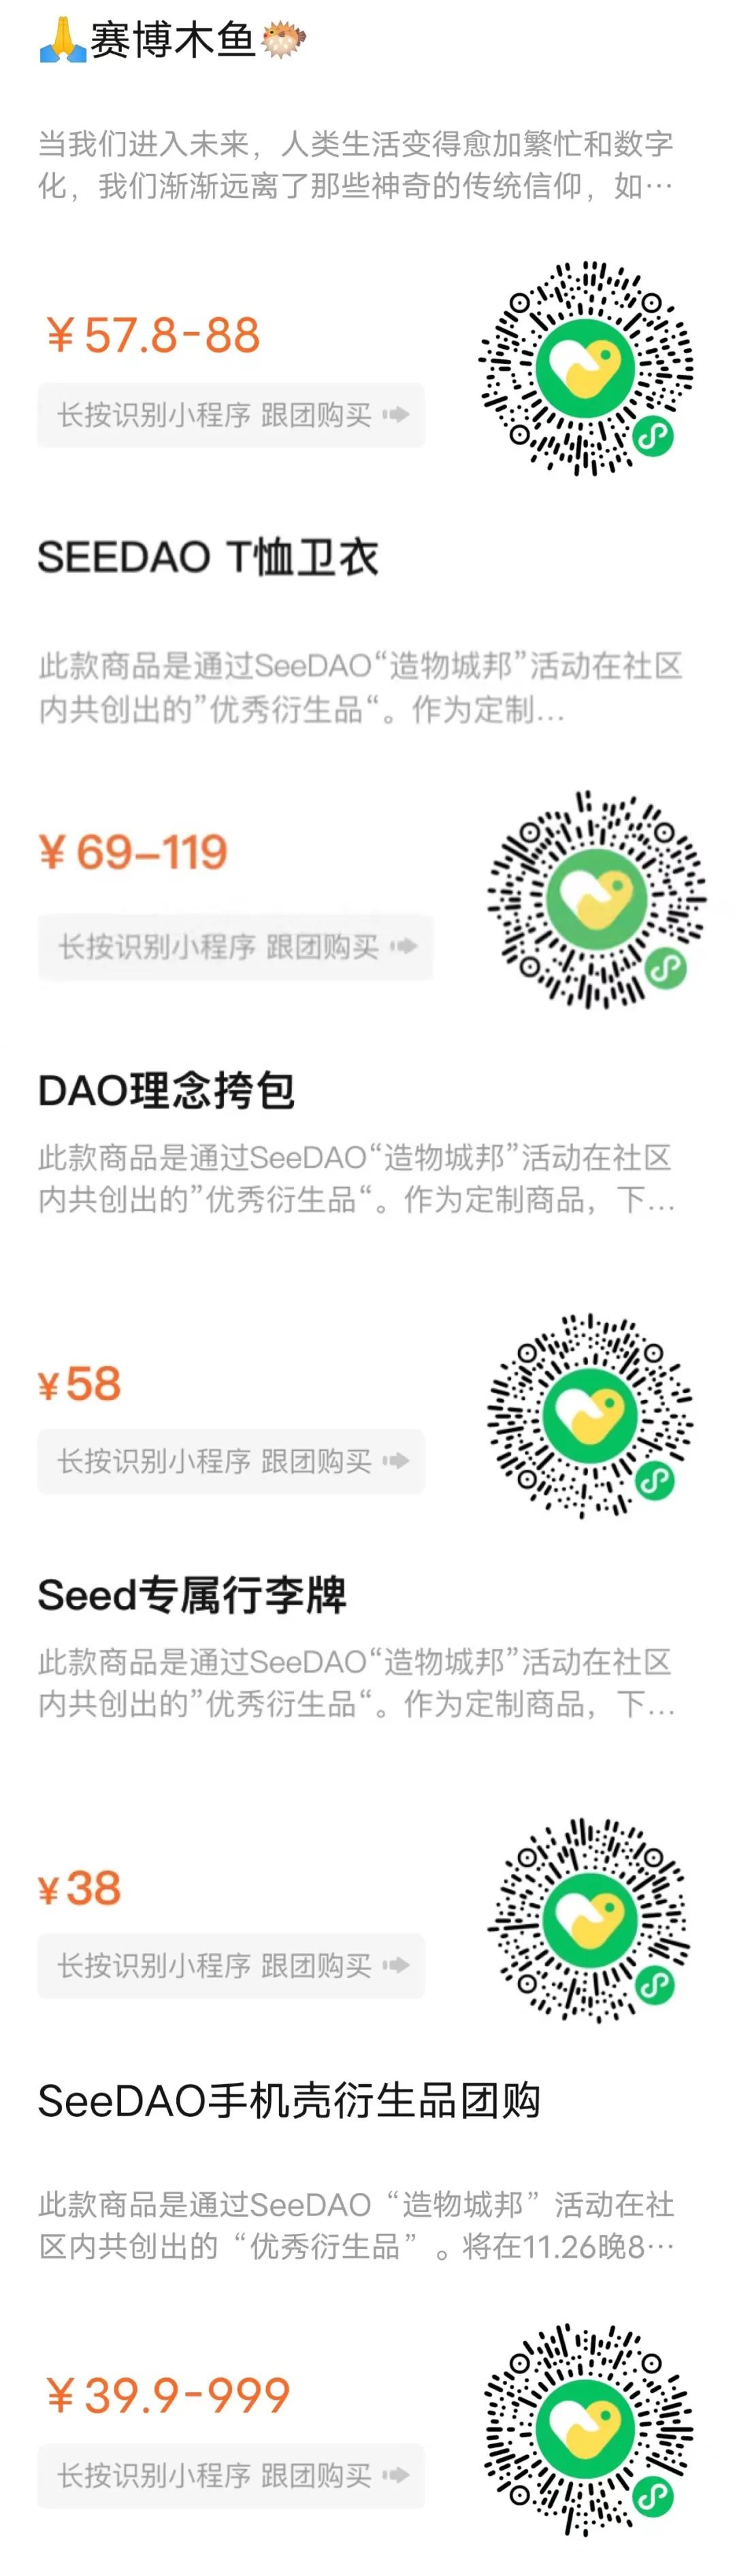 🙏赛博木鱼🐡
当我们进入未来，人类生活变得愈加繁忙和数字
化，我们渐渐远离了那些神奇的传统信仰，如…
￥57.8-88
长按识别小程序 跟团购买
SEEDAO T恤卫衣
此款商品是通过SeeDAO“造物城邦”活动在社区
内共创出的”优秀衍生品“。作为定制...
￥69-119
长按识别小程序 跟团购买
DAO理念挎包
此款商品是通过SeeDAO“造物城邦”活动在社区
内共创出的”优秀衍生品“。作为定制商品，下...
¥58
长按识别小程序 跟团购买
Seed专属行李牌
此款商品是通过SeeDAO“造物城邦”活动在社区
内共创出的”优秀衍生品“。作为定制商品，下...
¥38
长按识别小程序 跟团购买
SeeDAO手机壳衍生品团购
此款商品是通过SeeDAO“造物城邦”活动在社
区内共创出的“优秀衍生品”。将在11.26晚8…
￥39.9-999
长按识别小程序 跟团购买